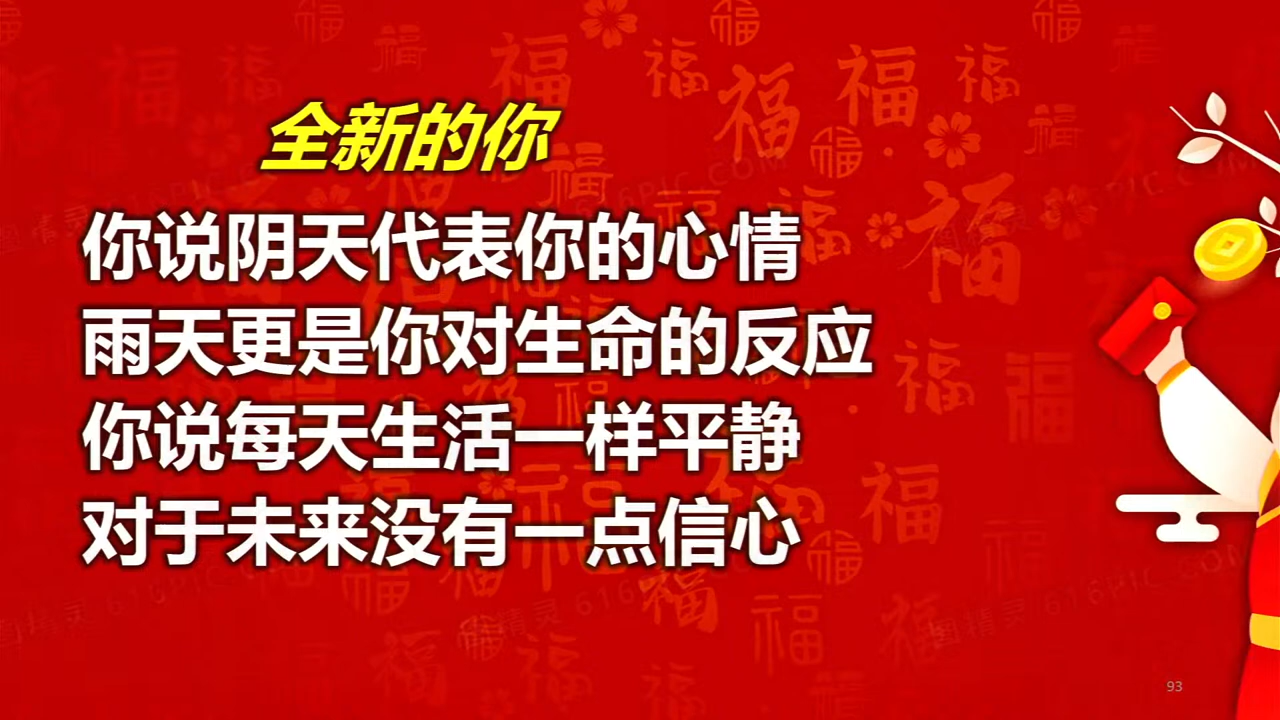 全新的你
你说阴天代表你的心情
雨天更是你对生命的反应
你说每天生活一样平静
对于未来没有一点信心
93